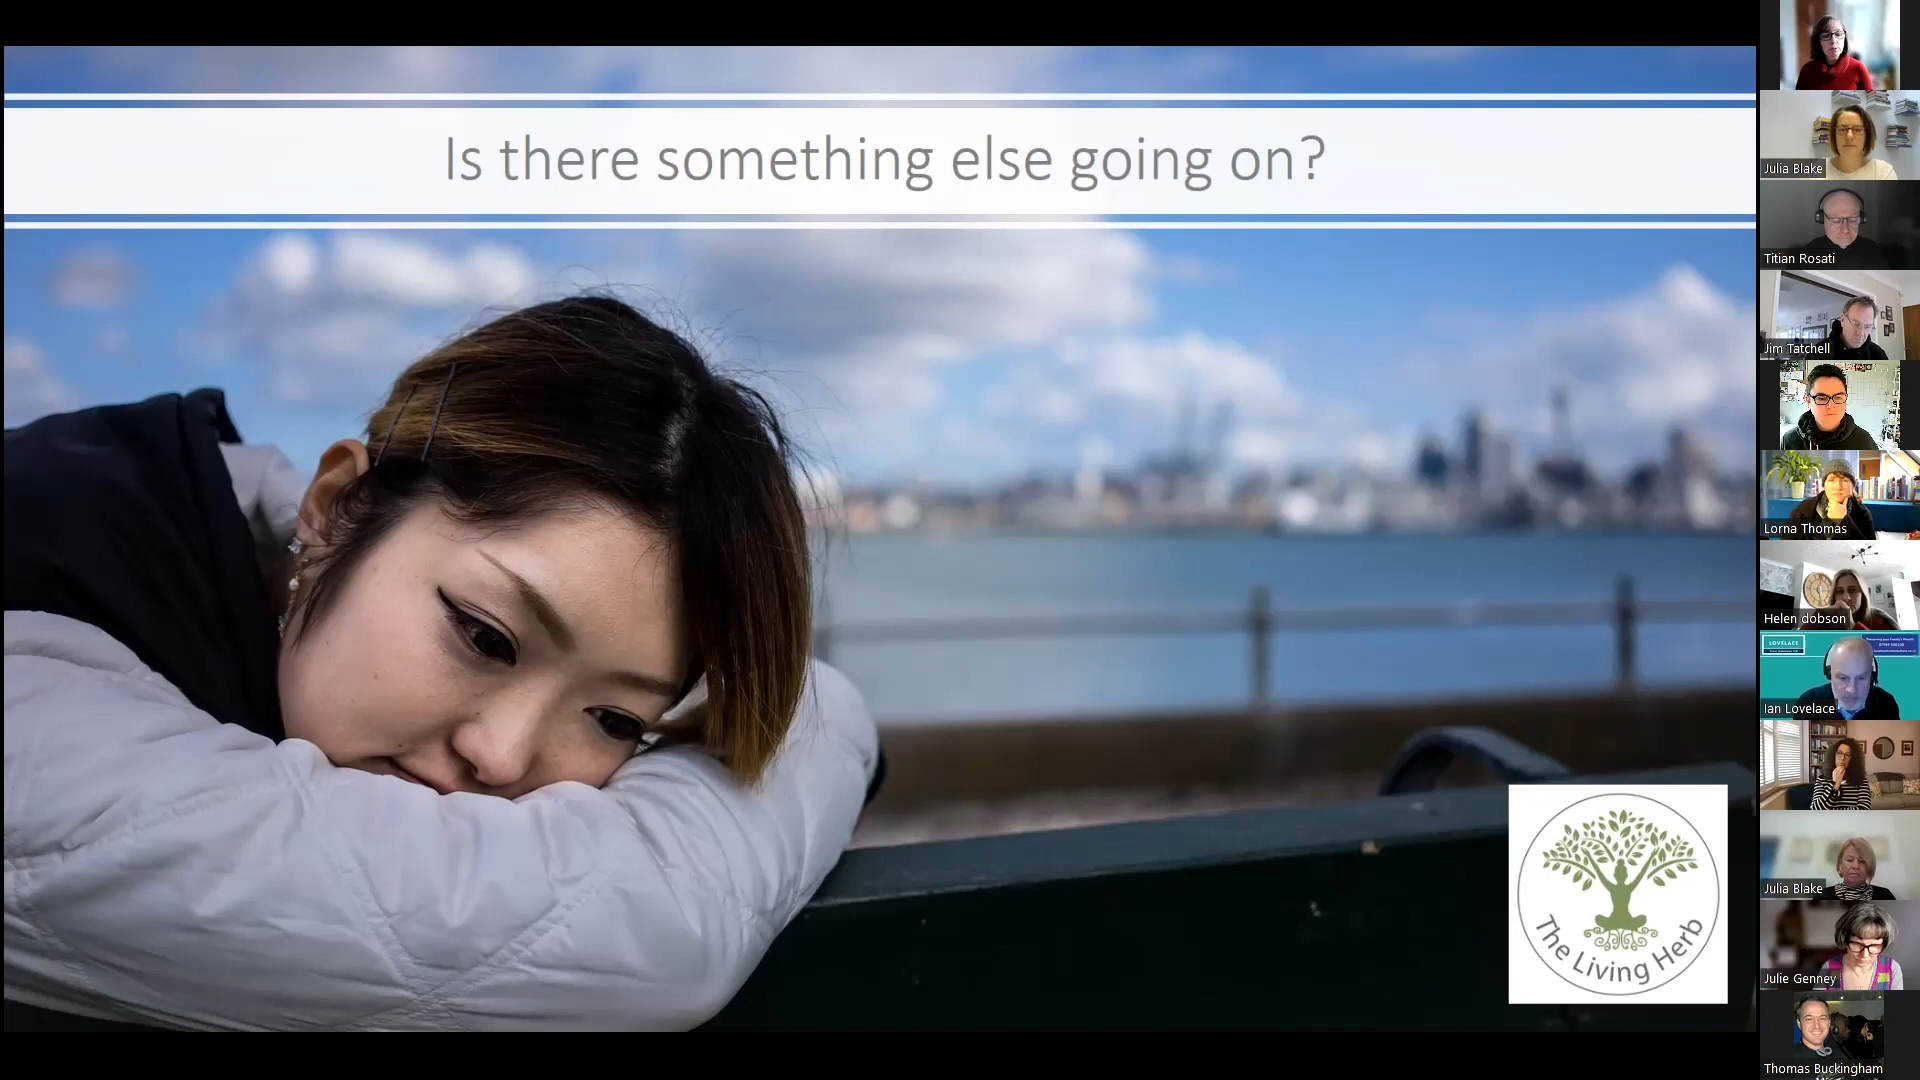 Is there something else going on?
The Living Herb
Julia Blake
Titian Rosati
Jim Tatchell
Lorna Thomas
Helen dobson
LOVELACE
Ian Lovelace
Julia Blake
Julie Genney
Thomas Buckingham